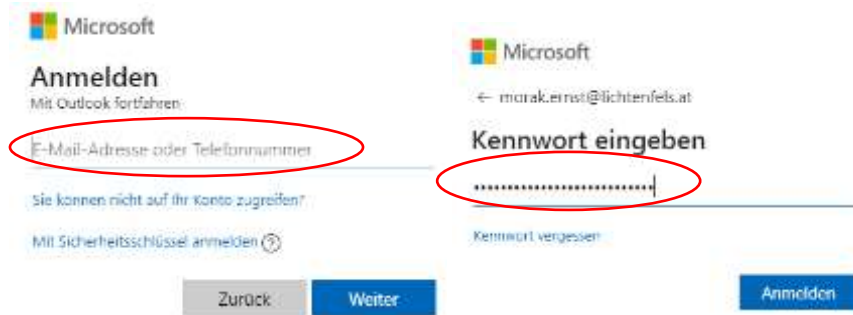 Microsoft
Anmelden
Mit Outlook fortfahren
E-Mail-Adresse oder Telefonnummer
Sie können nicht auf Ihr Konto zugreifen?
Mit Sicherheitsschlüssel anmelden ?
Zurück
Weiter
Microsoft
← morak.ernst@lichtenfels.at
Kennwort eingeben
Kennwort vergessen
Anmelden